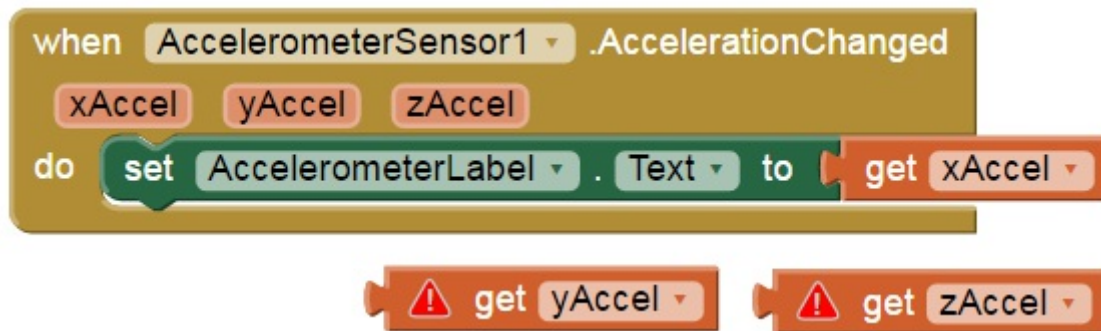 when AccelerometerSensor1 .AccelerationChanged
xAccel yAccel zAccel
do set AccelerometerLabel . Text to get xAccel
get yAccel get zAccel